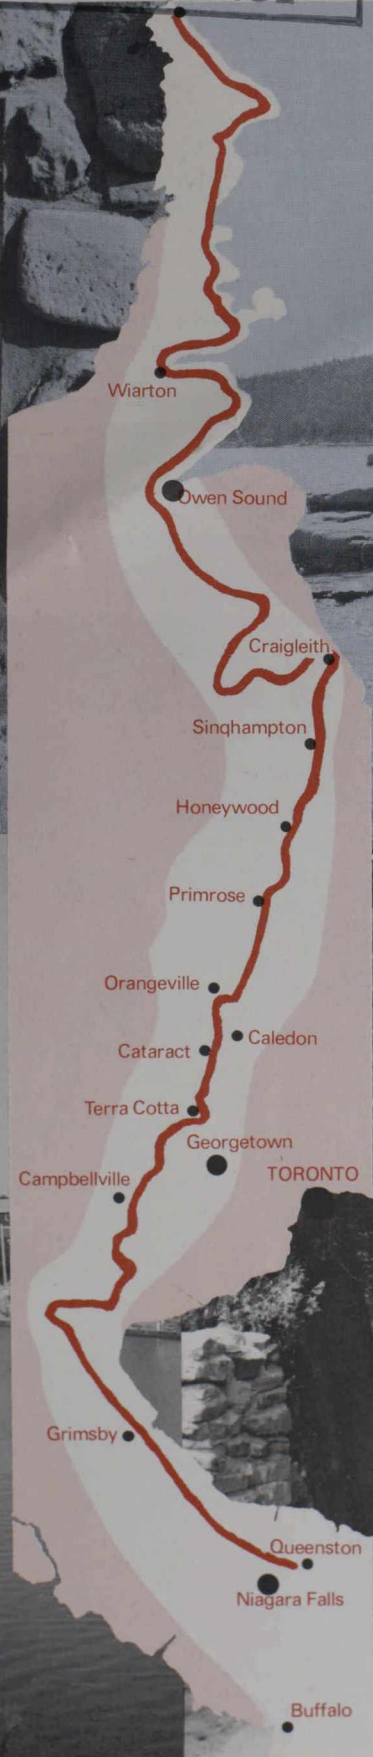 Wiarton
Owen Sound
Craigleith
Sinqhampton
Honeywood
Primrose
Orangeville
Caledon
Cataract
Terra Cotta
Georgetown
Campbellville
TORONTO
Grimsby
Queenston
Niagara Falls
Buffalo